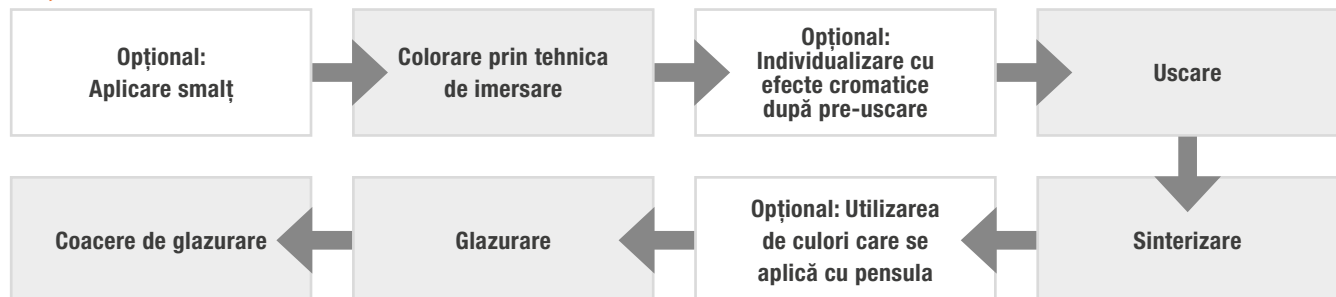 Opțional:
Aplicare smalț
Colorare prin tehnica
de imersare
Opțional:
Individualizare cu
efecte cromatice
după pre-uscare
Uscare
Sinterizare
Opțional: Utilizarea
de culori care se
aplică cu pensula
Glazurare
Coacere de glazurare